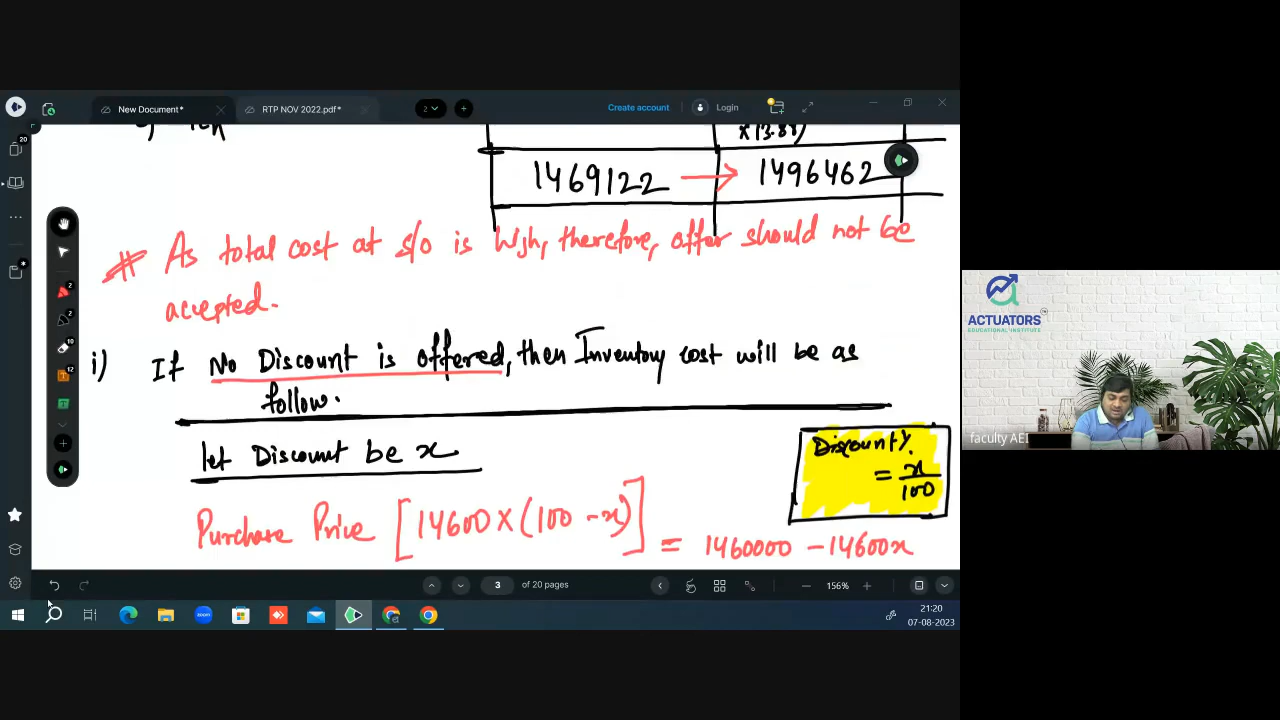 New Document*
RTP NOV 2022.pdf*
2
Create account
Login
20
1469122 → 1496462
# As total cost at s/o is high, therefore, offer should not be
accepted.
i) If No Discount is offered, then Inventory cost will be as
follow.
let Discount be x
Discount%
= x/100
Purchase Price [14600 × (100 - x)] = 1460000 - 14600x
3 of 20 pages
156%
21:20
07-08-2023
ACTUATORS
EDUCATIONAL INSTITUTE
faculty AEI